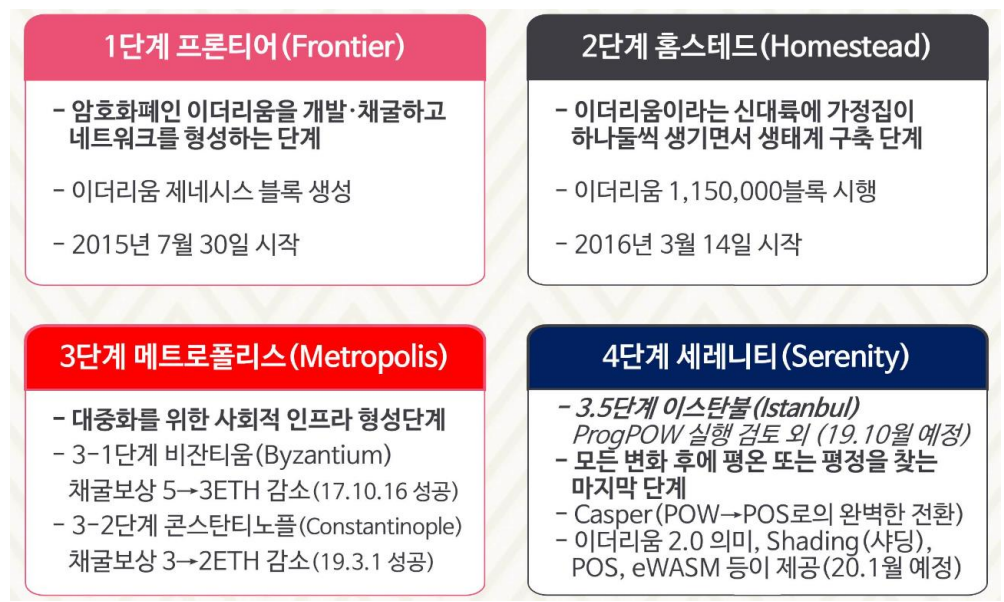 1단계 프론티어(Frontier)
- 암호화폐인 이더리움을 개발·채굴하고
네트워크를 형성하는 단계
- 이더리움 제네시스 블록 생성
- 2015년 7월 30일 시작
2단계 홈스테드(Homestead)
- 이더리움이라는 신대륙에 가정집이
하나둘씩 생기면서 생태계 구축 단계
- 이더리움 1,150,000블록 시행
- 2016년 3월 14일 시작
3단계 메트로폴리스(Metropolis)
- 대중화를 위한 사회적 인프라 형성단계
- 3-1단계 비잔티움(Byzantium)
채굴보상 5→3ETH 감소(17.10.16 성공)
- 3-2단계 콘스탄티노플(Constantinople)
채굴보상 3→2ETH 감소(19.3.1 성공)
4단계 세레니티(Serenity)
- 3.5단계 이스탄불(Istanbul)
ProgPOW 실행 검토 외 (19.10월 예정)
- 모든 변화 후에 평온 또는 평정을 찾는
마지막 단계
- Casper(POW→POS로의 완벽한 전환)
- 이더리움 2.0 의미, Shading(샤딩),
POS, eWASM 등이 제공(20.1월 예정)